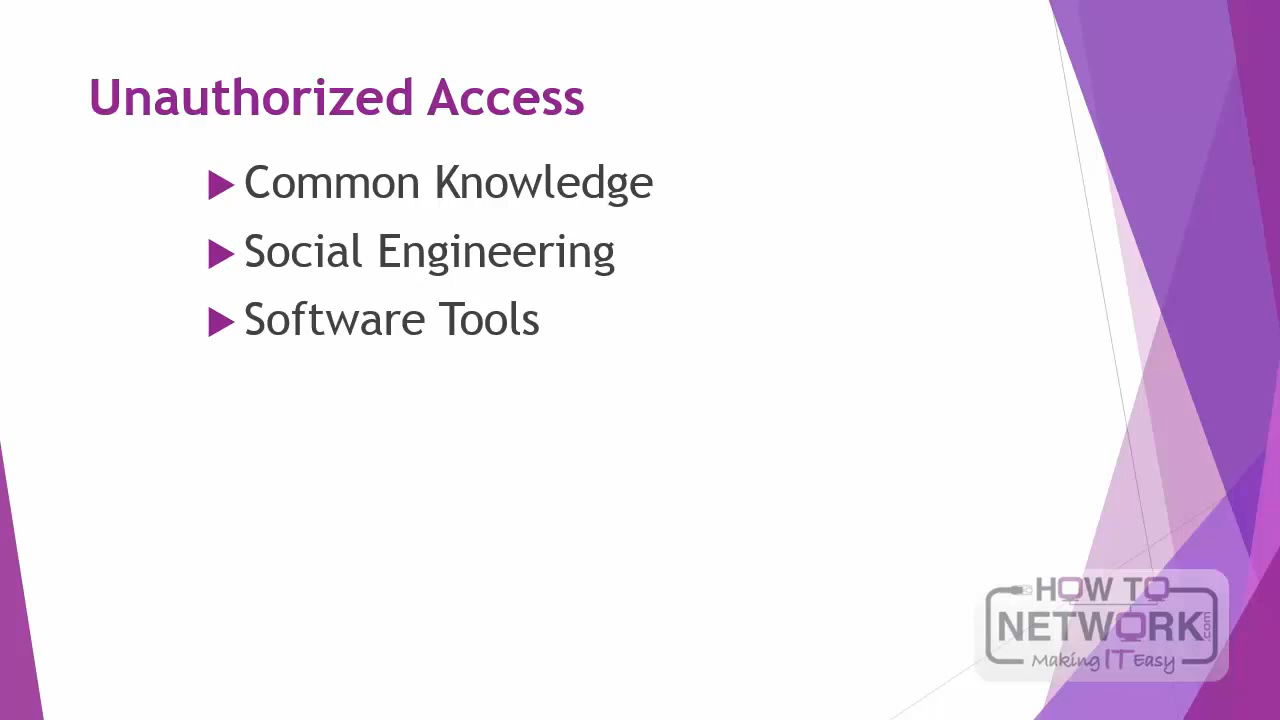 Unauthorized Access
Common Knowledge
Social Engineering
Software Tools
HOW TO
NETWORK.com
Making IT Easy